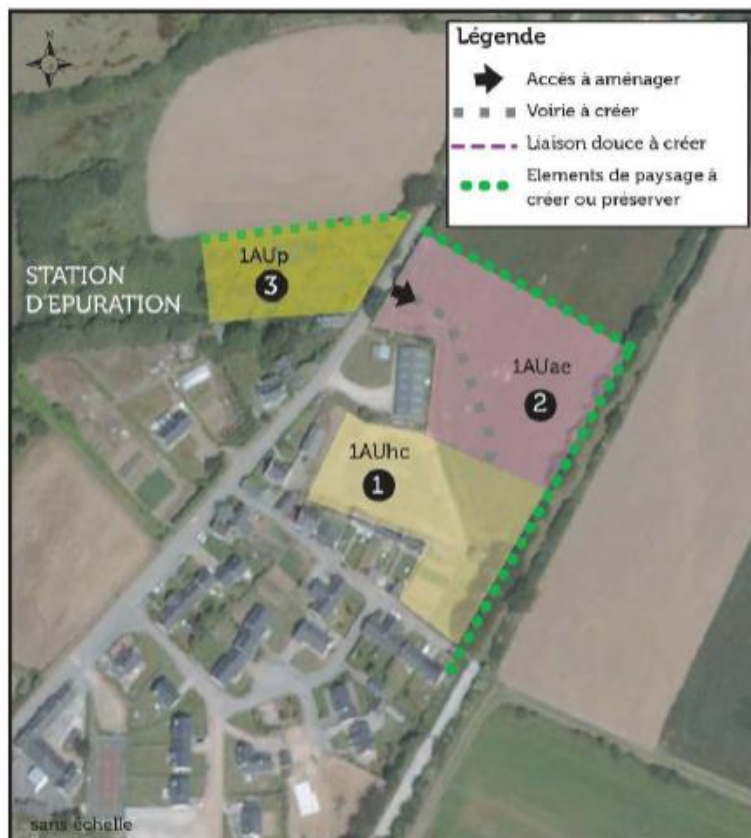 N
Légende
Accès à aménager
Voirie à créer
Liaison douce à créer
Elements de paysage à
créer ou préserver
1AUp
3
STATION
D'EPURATION
1AUae
2
1AUhc
1
sans échelle